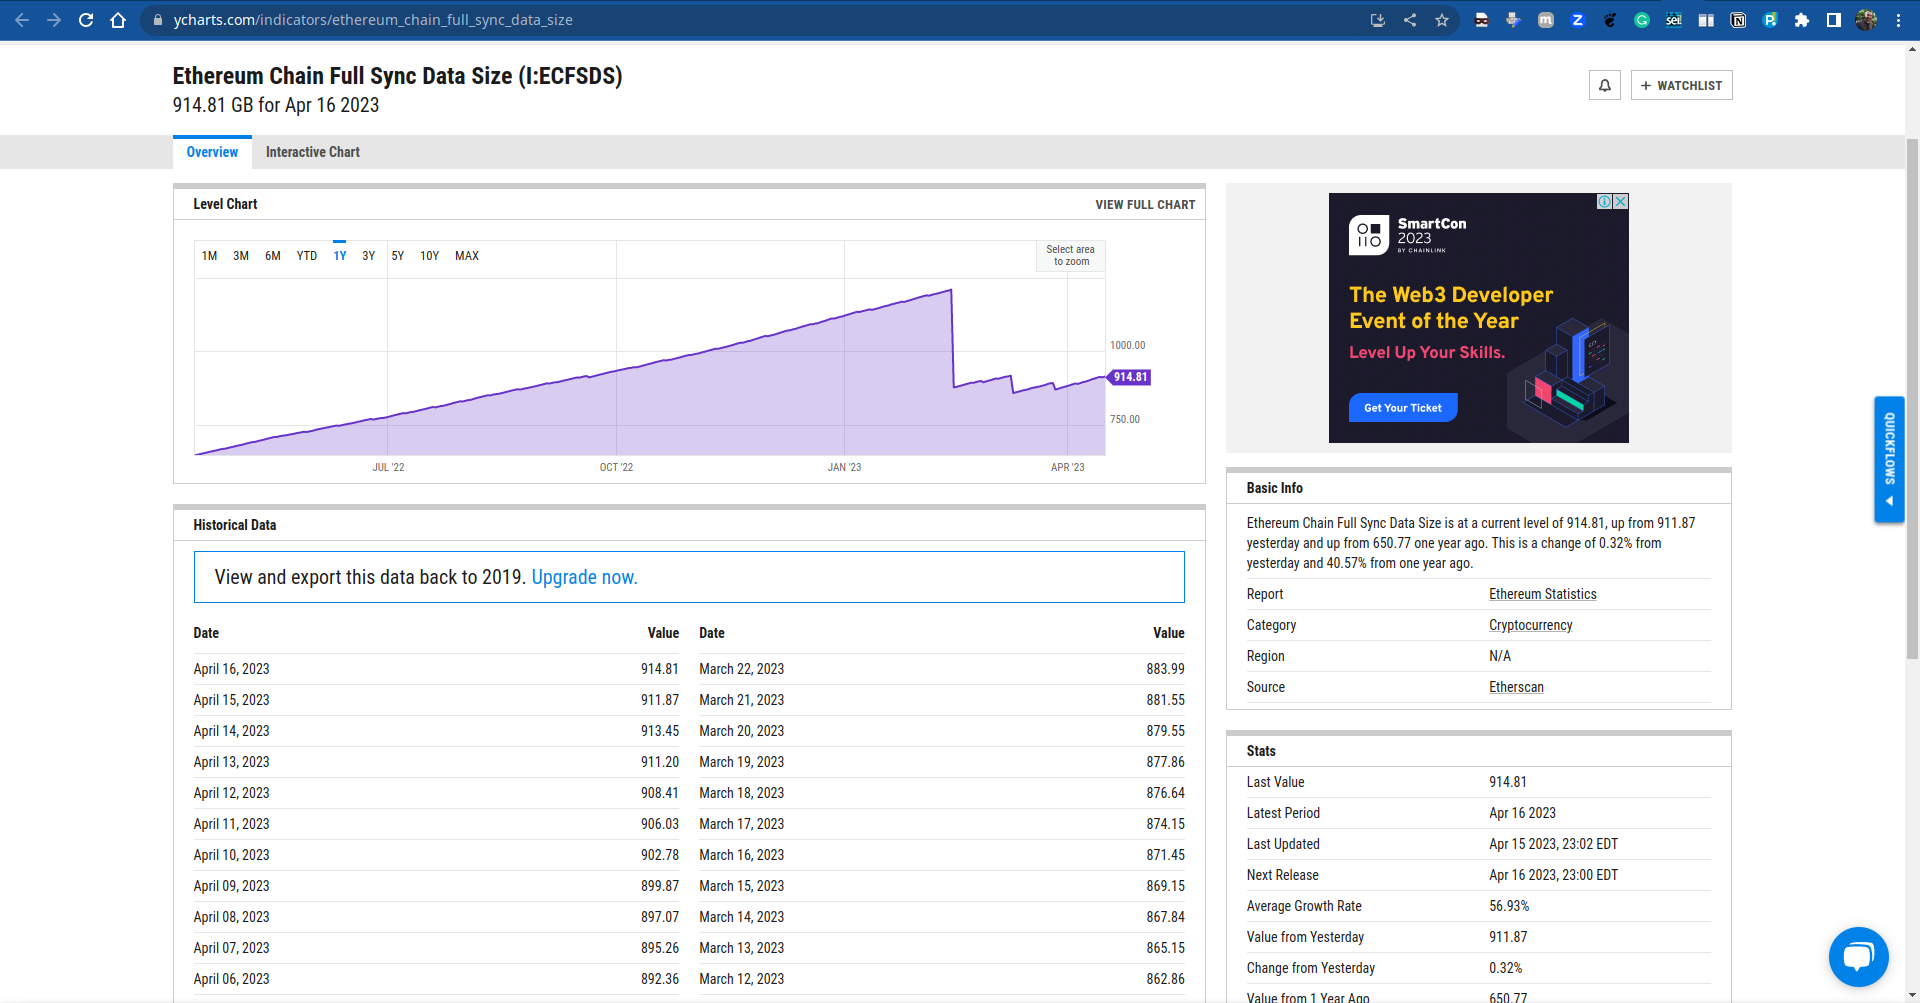 ycharts.com/indicators/ethereum_chain_full_sync_data_size
Ethereum Chain Full Sync Data Size (I:ECFSDS)
914.81 GB for Apr 16 2023
+ WATCHLIST
Overview
Interactive Chart
Level Chart
VIEW FULL CHART
1M 3M 6M YTD 1Y 3Y 5Y 10Y MAX
Select area
to zoom
1000.00
914.81
750.00
JUL '22
OCT '22
JAN '23
APR '23
SmartCon
2023
BY CHAINLINK
The Web3 Developer
Event of the Year
Level Up Your Skills.
Get Your Ticket
QUICKFLOWS
Historical Data
View and export this data back to 2019. Upgrade now.
Date Value Date Value
April 16, 2023 914.81 March 22, 2023 883.99
April 15, 2023 911.87 March 21, 2023 881.55
April 14, 2023 913.45 March 20, 2023 879.55
April 13, 2023 911.20 March 19, 2023 877.86
April 12, 2023 908.41 March 18, 2023 876.64
April 11, 2023 906.03 March 17, 2023 874.15
April 10, 2023 902.78 March 16, 2023 871.45
April 09, 2023 899.87 March 15, 2023 869.15
April 08, 2023 897.07 March 14, 2023 867.84
April 07, 2023 895.26 March 13, 2023 865.15
April 06, 2023 892.36 March 12, 2023 862.86
Basic Info
Ethereum Chain Full Sync Data Size is at a current level of 914.81, up from 911.87
yesterday and up from 650.77 one year ago. This is a change of 0.32% from
yesterday and 40.57% from one year ago.
Report Ethereum Statistics
Category Cryptocurrency
Region N/A
Source Etherscan
Stats
Last Value 914.81
Latest Period Apr 16 2023
Last Updated Apr 15 2023, 23:02 EDT
Next Release Apr 16 2023, 23:00 EDT
Average Growth Rate 56.93%
Value from Yesterday 911.87
Change from Yesterday 0.32%
Value from 1 Year Ago 650.77